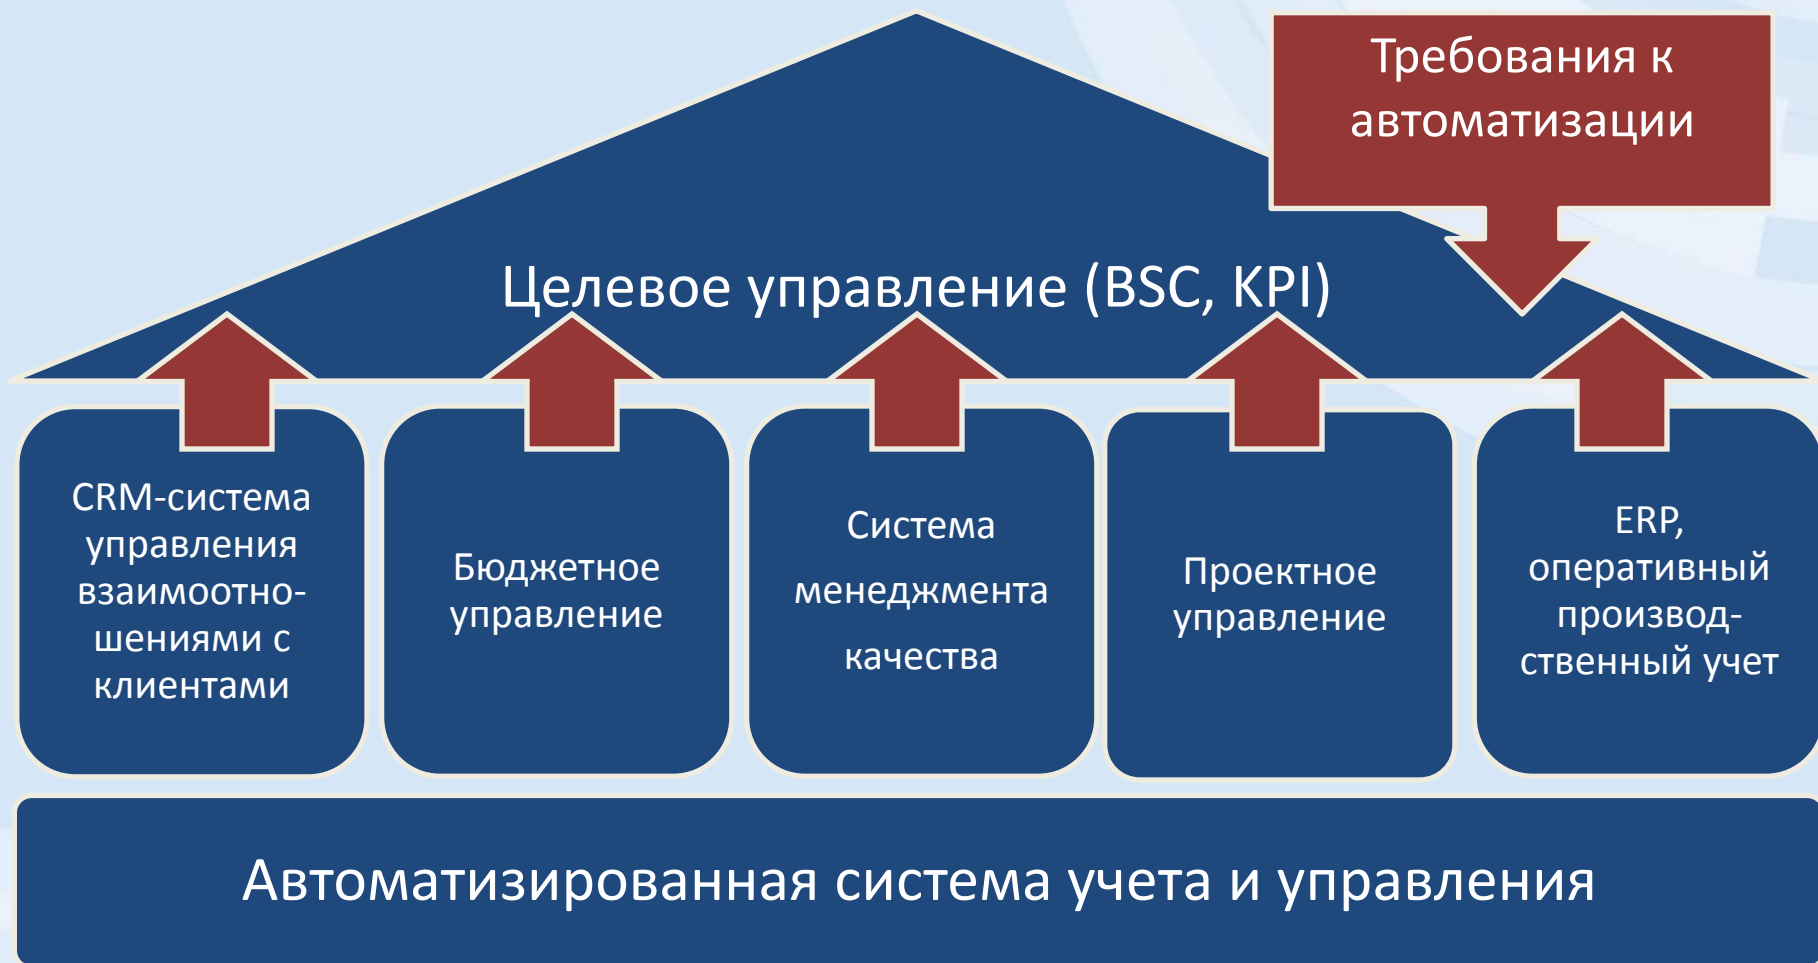 Требования к
автоматизации
Целевое управление (BSC, KPI)
CRM-система
управления
взаимоотно-
шениями с
клиентами
Бюджетное
управление
Система
менеджмента
качества
Проектное
управление
ERP,
оперативный
производ-
ственный учет
Автоматизированная система учета и управления